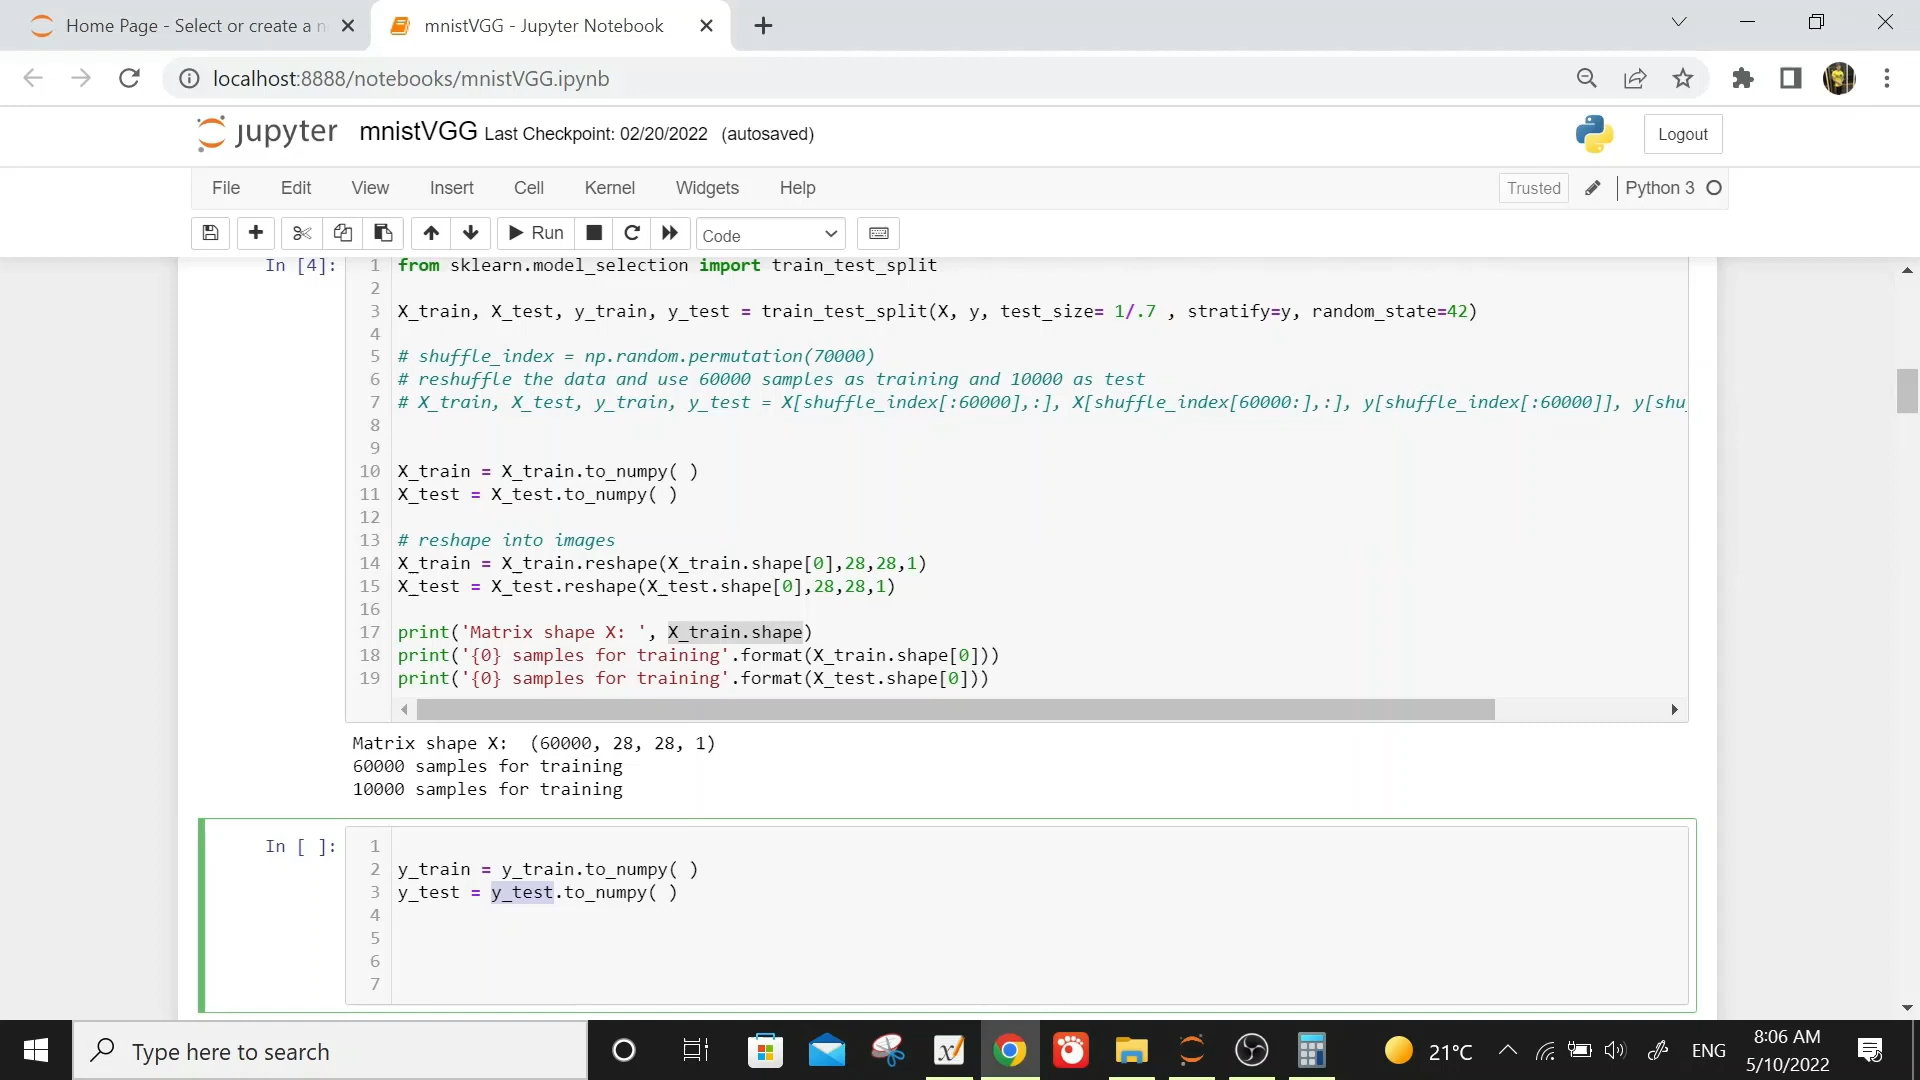 Home Page - Select or create a n
mnistVGG - Jupyter Notebook
localhost:8888/notebooks/mnistVGG.ipynb
jupyter mnistVGG Last Checkpoint: 02/20/2022 (autosaved)
Logout
File Edit View Insert Cell Kernel Widgets Help
Trusted Python 3
Run Code
In [4]:
1 from sklearn.model_selection import train_test_split
2
3 X_train, X_test, y_train, y_test = train_test_split(X, y, test_size= 1/.7 , stratify=y, random_state=42)
4
5 # shuffle_index = np.random.permutation(70000)
6 # reshuffle the data and use 60000 samples as training and 10000 as test
7 # X_train, X_test, y_train, y_test = X[shuffle_index[:60000],:], X[shuffle_index[60000:],:], y[shuffle_index[:60000]], y[shu
8
9
10 X_train = X_train.to_numpy( )
11 X_test = X_test.to_numpy( )
12
13 # reshape into images
14 X_train = X_train.reshape(X_train.shape[0],28,28,1)
15 X_test = X_test.reshape(X_test.shape[0],28,28,1)
16
17 print('Matrix shape X: ', X_train.shape)
18 print('{0} samples for training'.format(X_train.shape[0]))
19 print('{0} samples for training'.format(X_test.shape[0]))
Matrix shape X:  (60000, 28, 28, 1)
60000 samples for training
10000 samples for training
In [ ]:
1
2 y_train = y_train.to_numpy( )
3 y_test = y_test.to_numpy( )
4
5
6
7
Type here to search
21°C
ENG
8:06 AM
5/10/2022